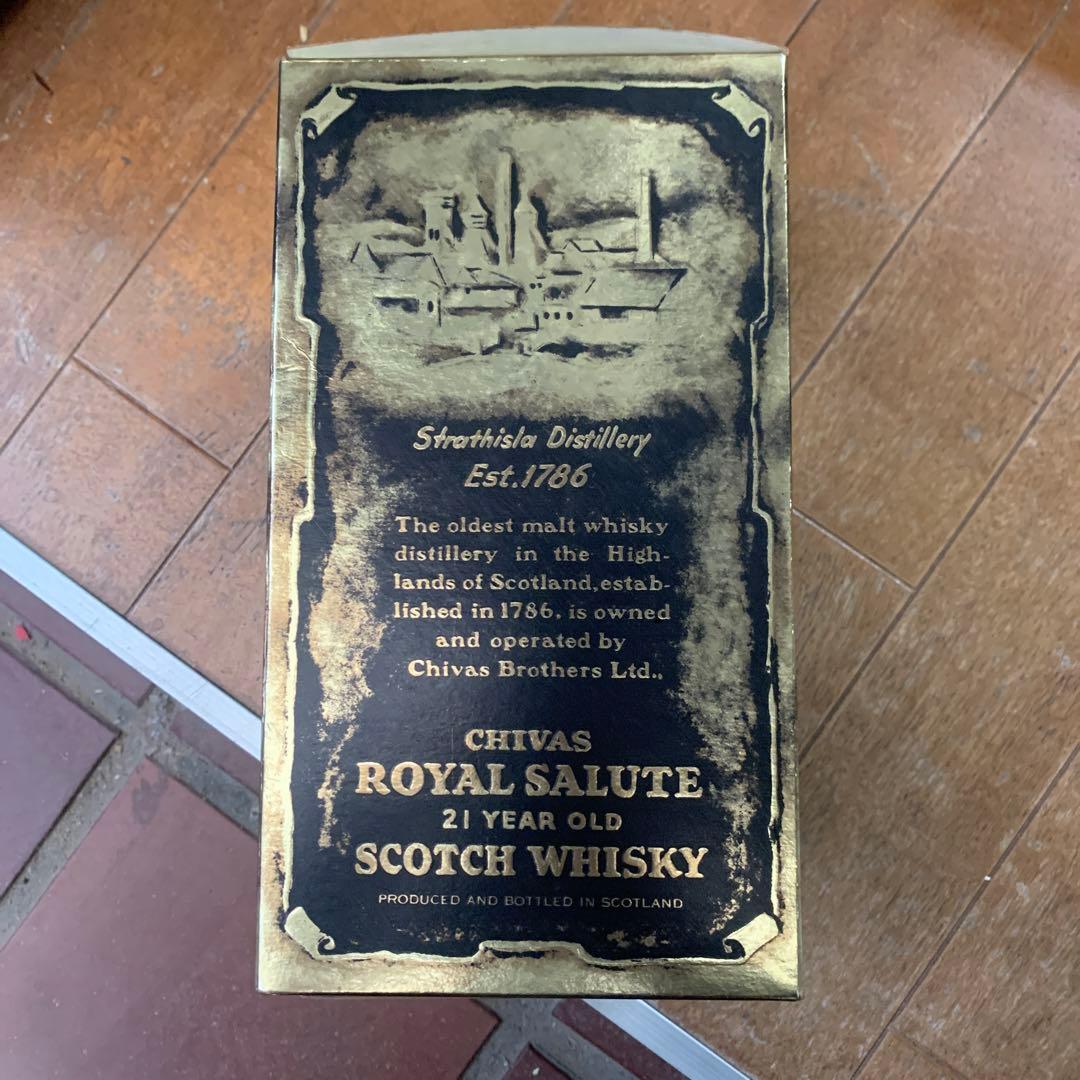 Strathisla Distillery
Est.1786
The oldest malt whisky
distillery in the High-
lands of Scotland,estab-
lished in 1786, is owned
and operated by
Chivas Brothers Ltd.,
CHIVAS
ROYAL SALUTE
21 YEAR OLD
SCOTCH WHISKY
PRODUCED AND BOTTLED IN SCOTLAND